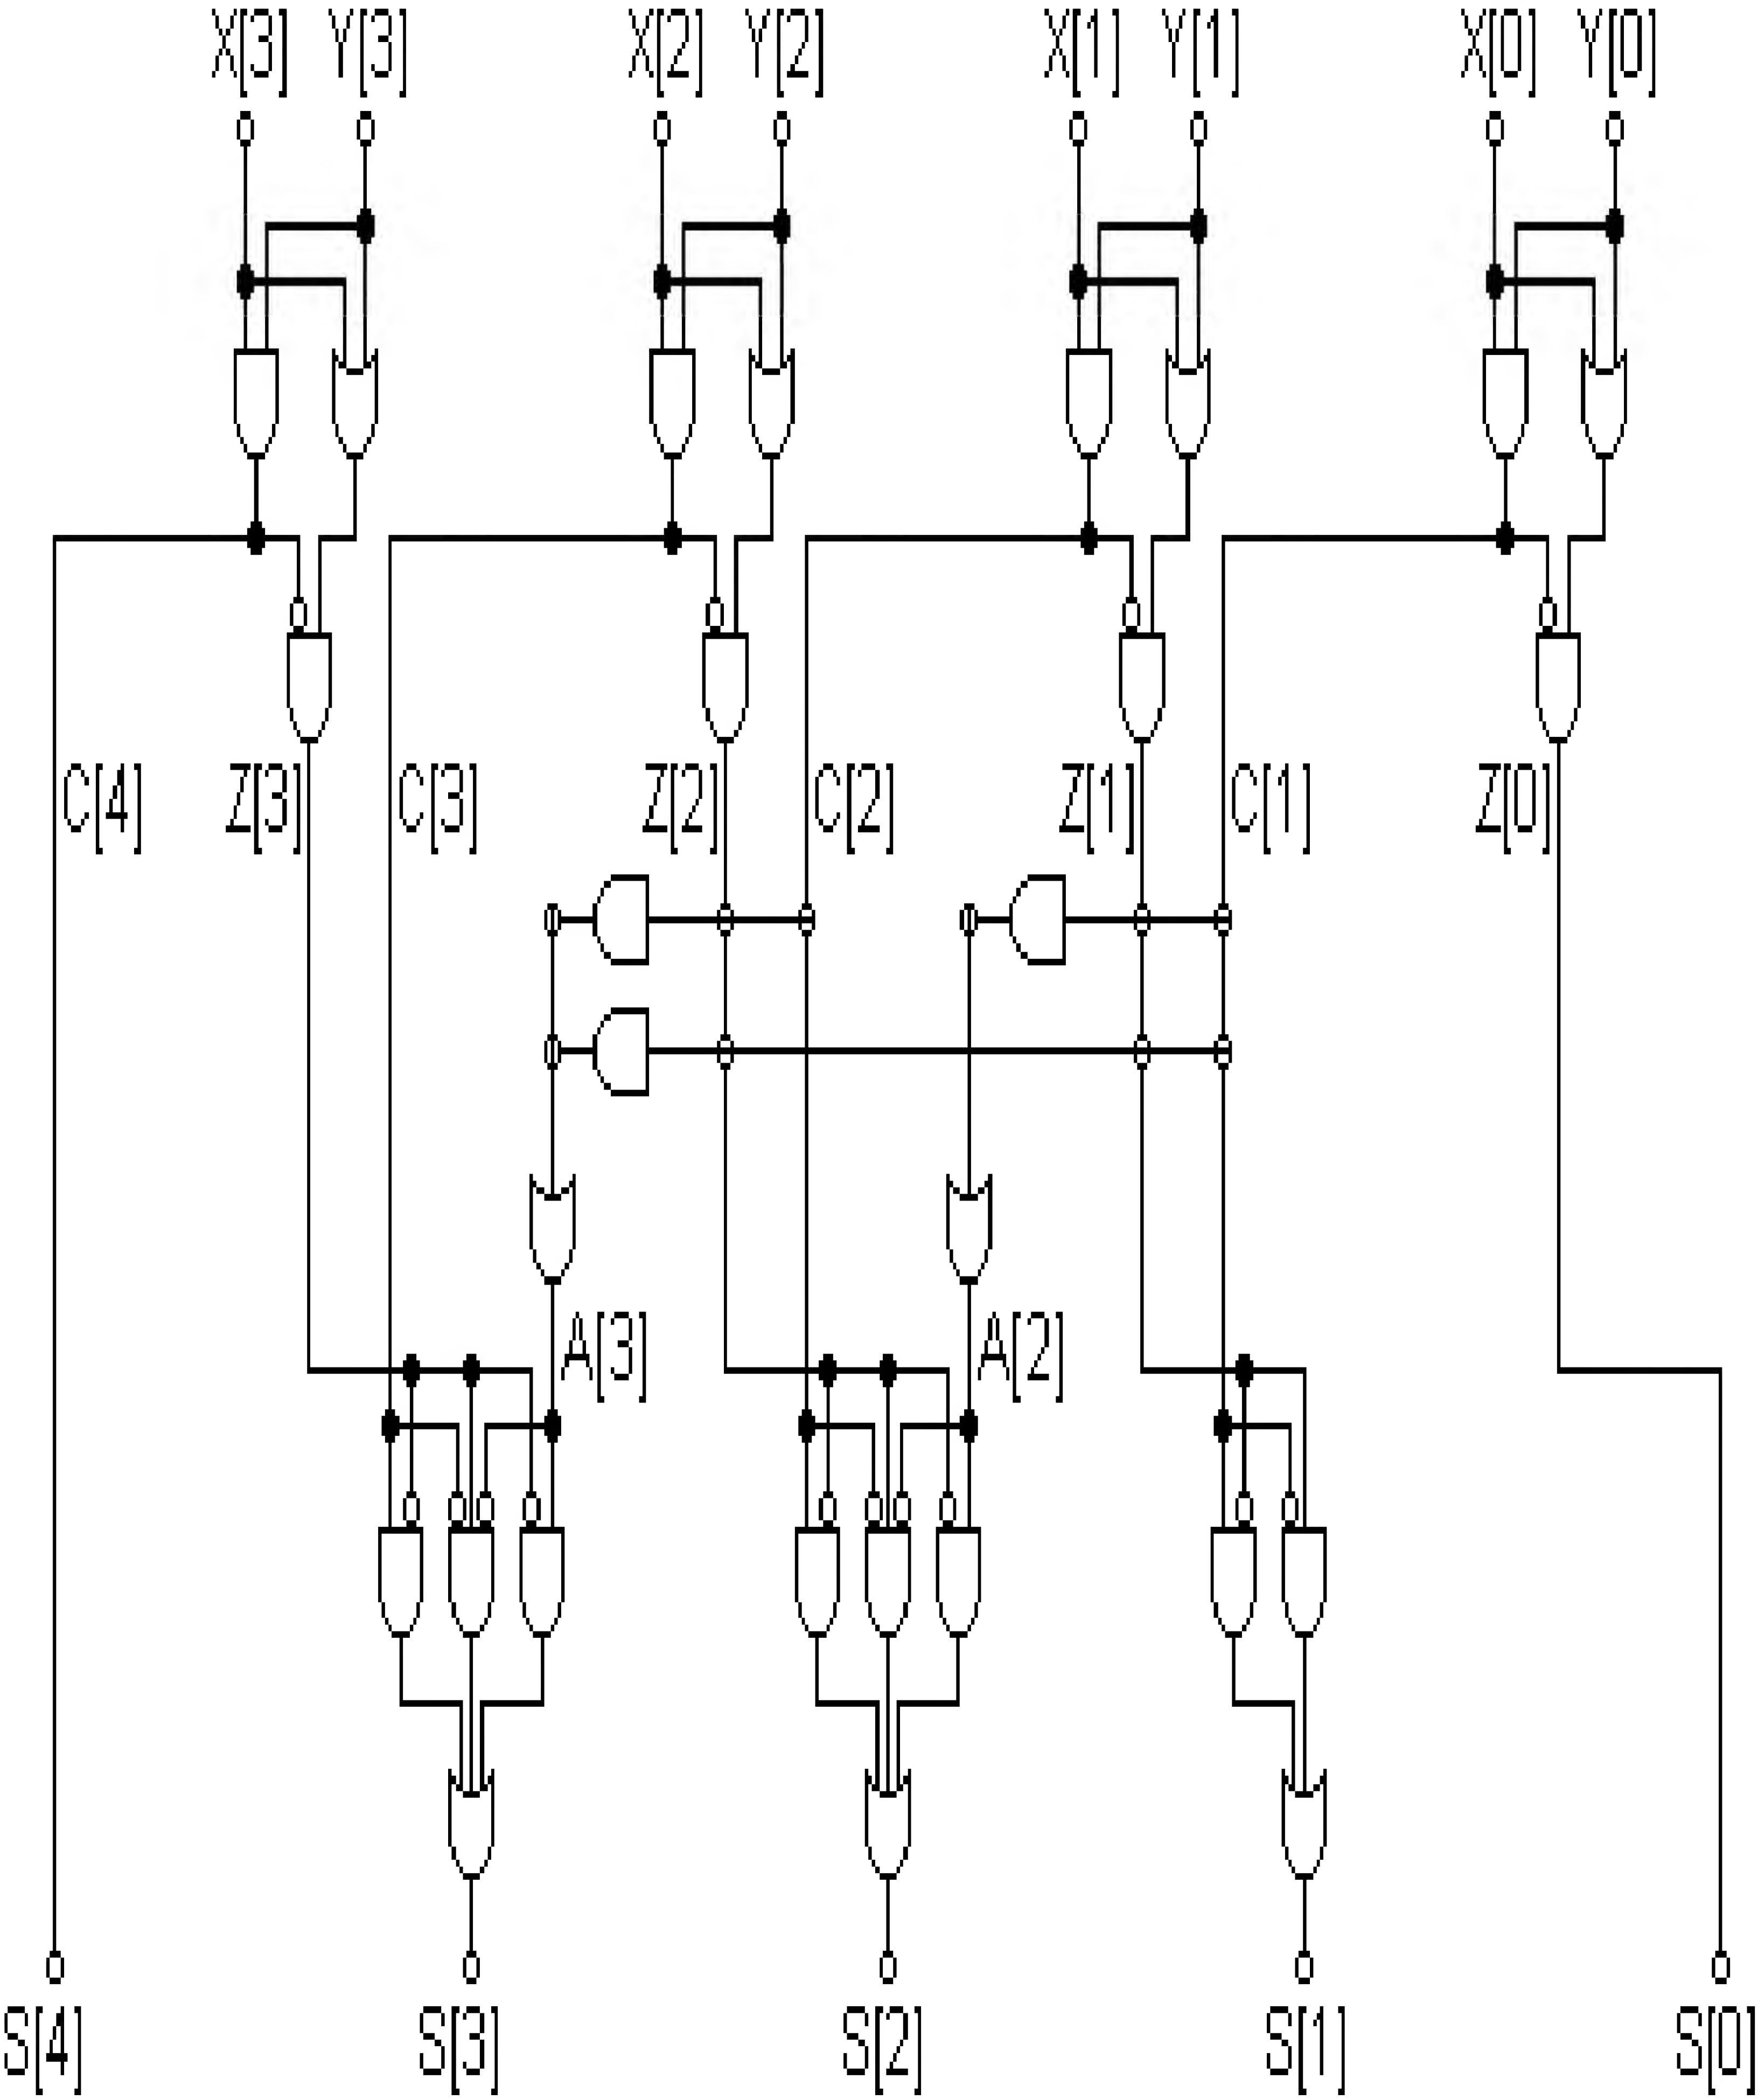 X[3] Y[3] X[2] Y[2] X[1] Y[1] X[0] Y[0]
C[4] Z[3] C[3] Z[2] C[2] Z[1] C[1] Z[0]
A[3] A[2]
S[4] S[3] S[2] S[1] S[0]